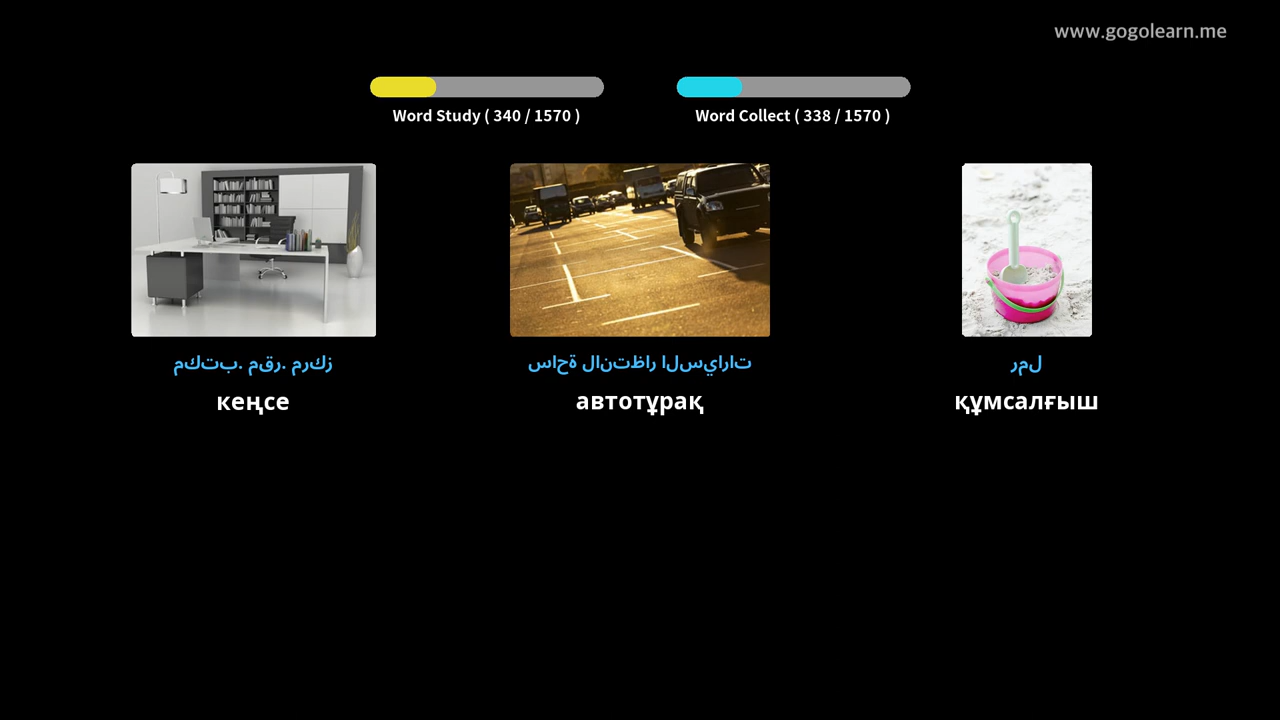 www.gogolearn.me
Word Study ( 340 / 1570 )
Word Collect ( 338 / 1570 )
مكتب. مقر. مركز
ساحة لانتظار السيارات
رمل
кеңсе
автотұрақ
құмсалғыш